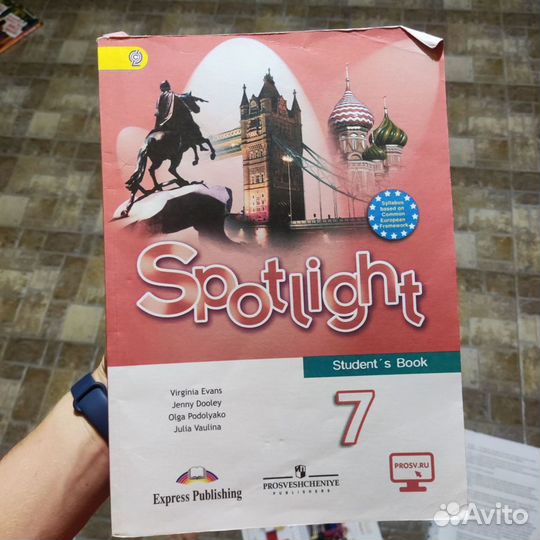 Syllabus
based on
Common
European
Framework
Spotlight
Student´s Book
Virginia Evans
Jenny Dooley
Olga Podolyako
Julia Vaulina
7
PROSV.RU
Express Publishing
PROSVESHCHENIYE
PUBLISHERS
Avito